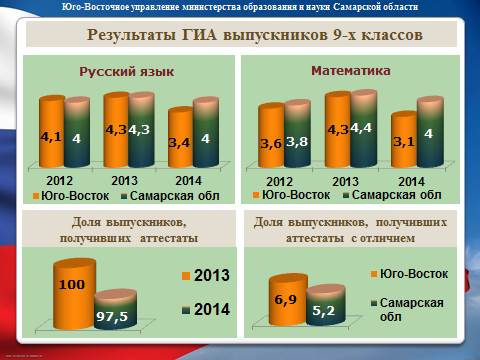 Юго-Восточное управление министерства образования и науки Самарской области
Результаты ГИА выпускников 9-х классов
Русский язык
4,1 4 4,3 4,3 3,4 4
2012 2013 2014
Юго-Восток Самарская обл
Математика
3,6 3,8 4,3 4,4 3,1 4
2012 2013 2014
Юго-Восток Самарская обл
Доля выпускников,
получивших аттестаты
100
97,5
2013
2014
Доля выпускников, получивших
аттестаты с отличием
6,9
5,2
Юго-Восток
Самарская
обл